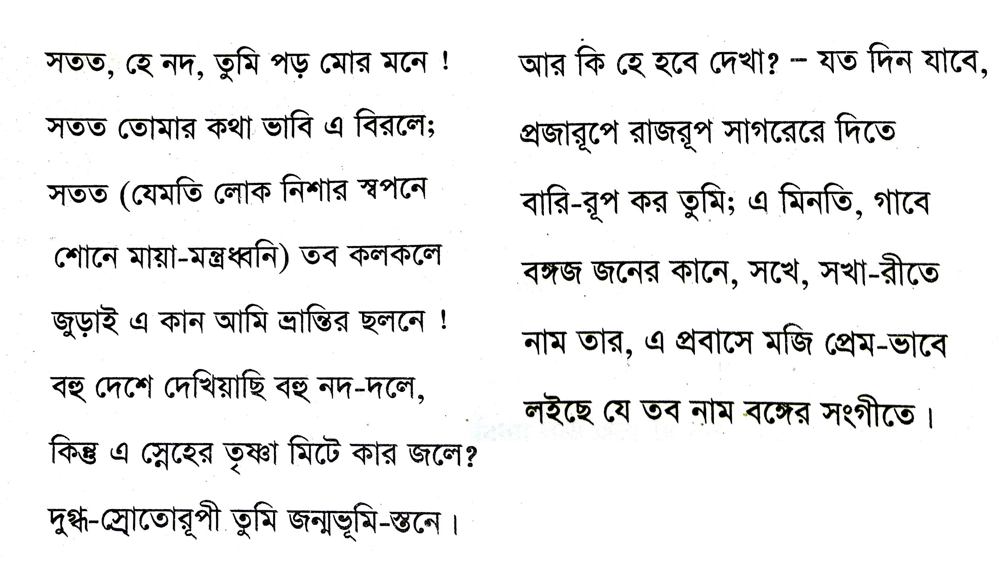 সতত, হে নদ, তুমি পড় মোর মনে !
সতত তোমার কথা ভাবি এ বিরলে;
সতত (যেমতি লোক নিশার স্বপনে
শোনে মায়া-মন্ত্রধ্বনি) তব কলকলে
জুড়াই এ কান আমি ভ্রান্তির ছলনে !
বহু দেশে দেখিয়াছি বহু নদ-দলে,
কিন্তু এ স্নেহের তৃষ্ণা মিটে কার জলে?
দুগ্ধ-স্রোতোরূপী তুমি জন্মভূমি-স্তনে।
আর কি হে হবে দেখা? – যত দিন যাবে,
প্রজারূপে রাজরূপ সাগরেরে দিতে
বারি-রূপ কর তুমি; এ মিনতি, গাবে
বঙ্গজ জনের কানে, সখে, সখা-রীতে
নাম তার, এ প্রবাসে মজি প্রেম-ভাবে
লইছে যে তব নাম বঙ্গের সংগীতে।